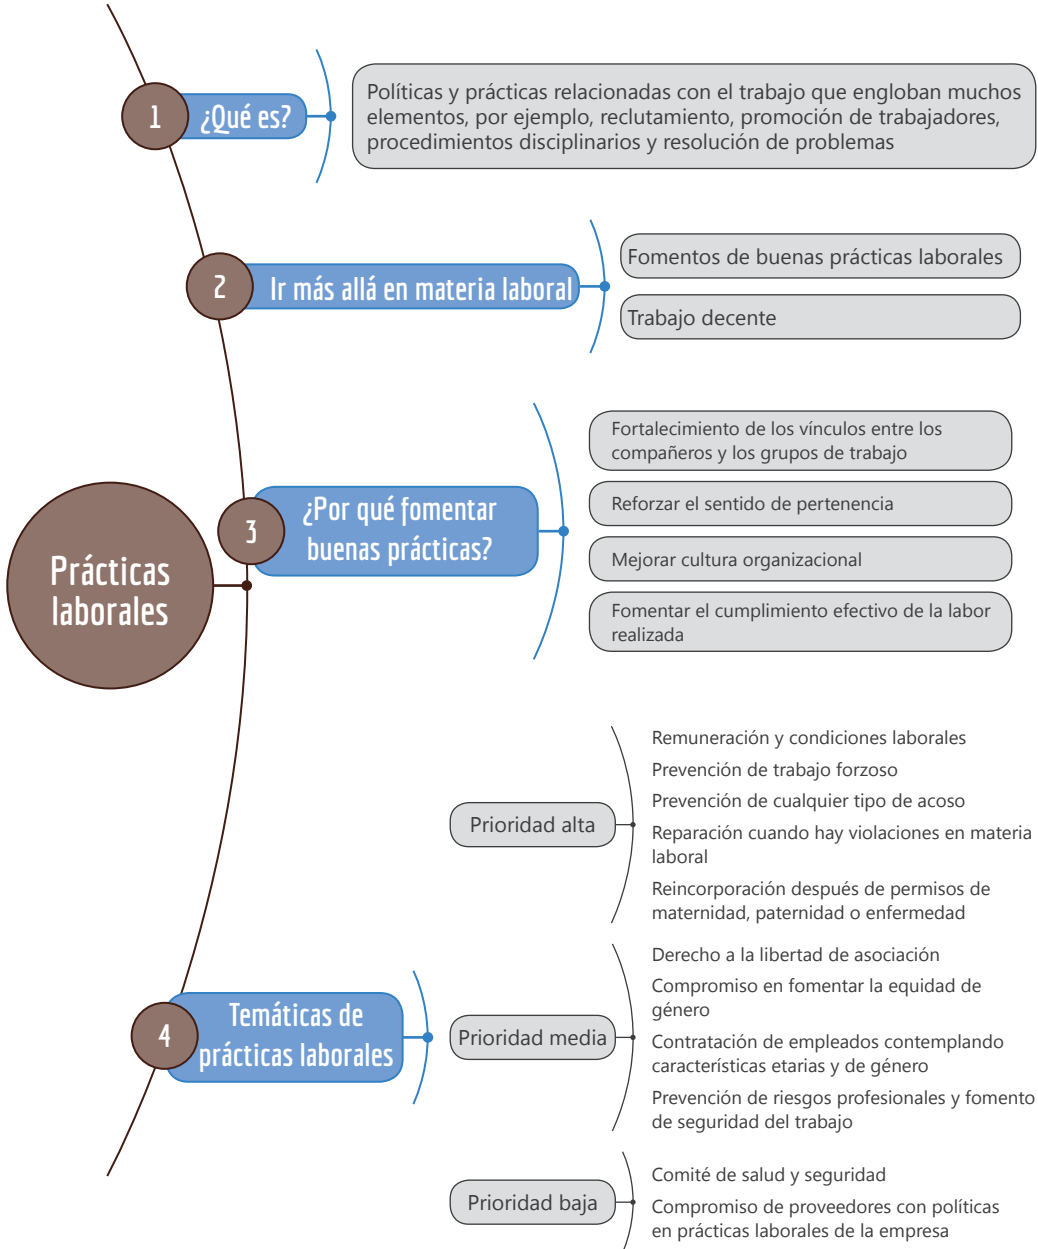 Prácticas
laborales
1
¿Qué es?
Políticas y prácticas relacionadas con el trabajo que engloban muchos
elementos, por ejemplo, reclutamiento, promoción de trabajadores,
procedimientos disciplinarios y resolución de problemas
2
Ir más allá en materia laboral
Fomentos de buenas prácticas laborales
Trabajo decente
3
¿Por qué fomentar
buenas prácticas?
Fortalecimiento de los vínculos entre los
compañeros y los grupos de trabajo
Reforzar el sentido de pertenencia
Mejorar cultura organizacional
Fomentar el cumplimiento efectivo de la labor
realizada
4
Temáticas de
prácticas laborales
Prioridad alta
Remuneración y condiciones laborales
Prevención de trabajo forzoso
Prevención de cualquier tipo de acoso
Reparación cuando hay violaciones en materia
laboral
Reincorporación después de permisos de
maternidad, paternidad o enfermedad
Prioridad media
Derecho a la libertad de asociación
Compromiso en fomentar la equidad de
género
Contratación de empleados contemplando
características etarias y de género
Prevención de riesgos profesionales y fomento
de seguridad del trabajo
Prioridad baja
Comité de salud y seguridad
Compromiso de proveedores con políticas
en prácticas laborales de la empresa